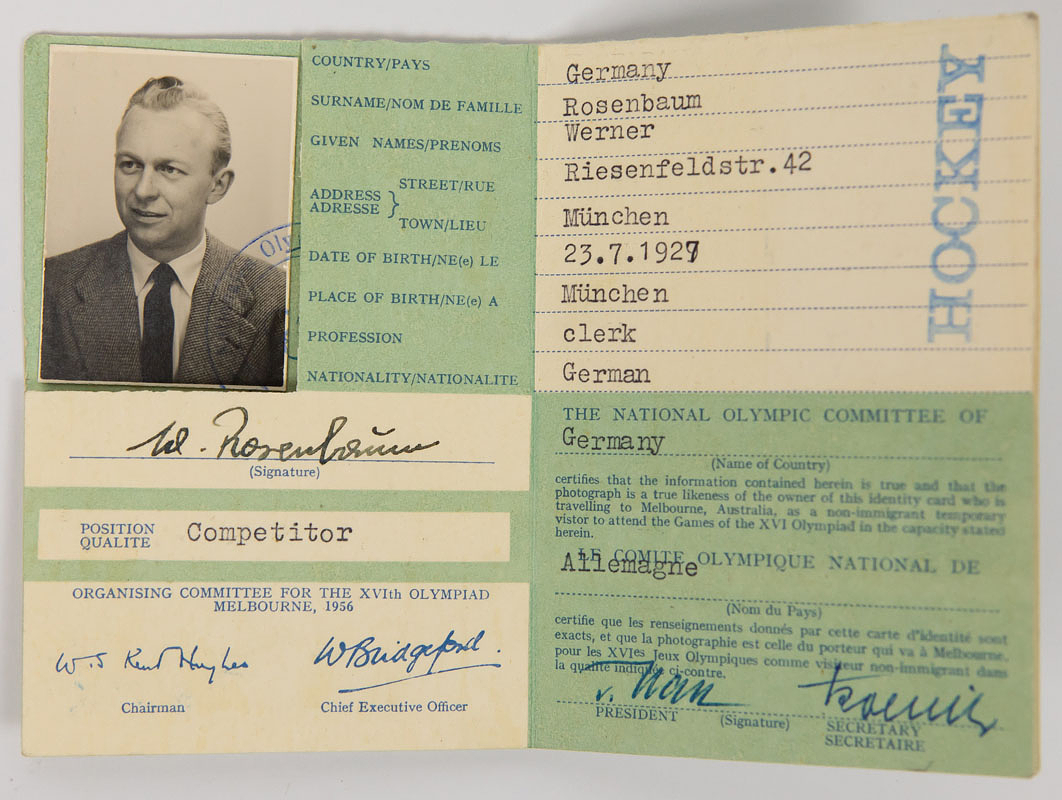 COUNTRY/PAYS Germany
SURNAME/NOM DE FAMILLE Rosenbaum
GIVEN NAMES/PRENOMS Werner
ADDRESS ADRESSE } STREET/RUE Riesenfeldstr.42
TOWN/LIEU München
DATE OF BIRTH/NE(e) LE 23.7.1927
PLACE OF BIRTH/NE(e) A München
PROFESSION clerk
NATIONALITY/NATIONALITE German
HOCKEY
Oly
W. Rosenbaum
(Signature)
POSITION
QUALITE Competitor
ORGANISING COMMITTEE FOR THE XVIth OLYMPIAD
MELBOURNE, 1956
W.S Kent Hughes WBridgeford.
Chairman Chief Executive Officer
THE NATIONAL OLYMPIC COMMITTEE OF
Germany
(Name of Country)
certifies that the information contained herein is true and that the
photograph is a true likeness of the owner of this identity card who is
travelling to Melbourne, Australia, as a non-immigrant temporary
vistor to attend the Games of the XVI Olympiad in the capacity stated
herein.
LE COMITE OLYMPIQUE NATIONAL DE
Allemagne
(Nom du Pays)
certifie que les renseignements donnés par cette carte d'identité sont
exacts, et que la photographie est celle du porteur qui va à Melbourne,
pour les XVIes Jeux Olympiques comme visiteur non-immigrant dans
la qualité indiquée ci-contre.
PRESIDENT (Signature) SECRETARY
SECRETAIRE